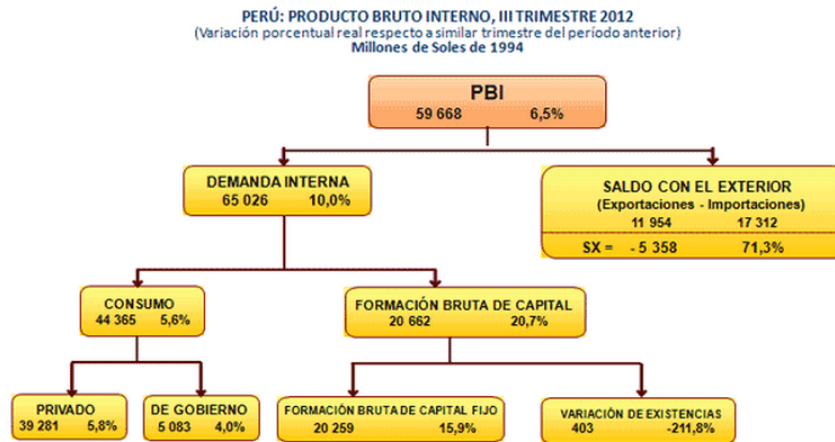 PERÚ: PRODUCTO BRUTO INTERNO, III TRIMESTRE 2012
(Variación porcentual real respecto a similar trimestre del período anterior)
Millones de Soles de 1994
PBI
59 668 6,5%
DEMANDA INTERNA
65 026 10,0%
SALDO CON EL EXTERIOR
(Exportaciones - Importaciones)
11 954 17 312
SX = - 5 358 71,3%
CONSUMO
44 365 5,6%
FORMACIÓN BRUTA DE CAPITAL
20 662 20,7%
PRIVADO
39 281 5,8%
DE GOBIERNO
5 083 4,0%
FORMACIÓN BRUTA DE CAPITAL FIJO
20 259 15,9%
VARIACIÓN DE EXISTENCIAS
403 -211,8%